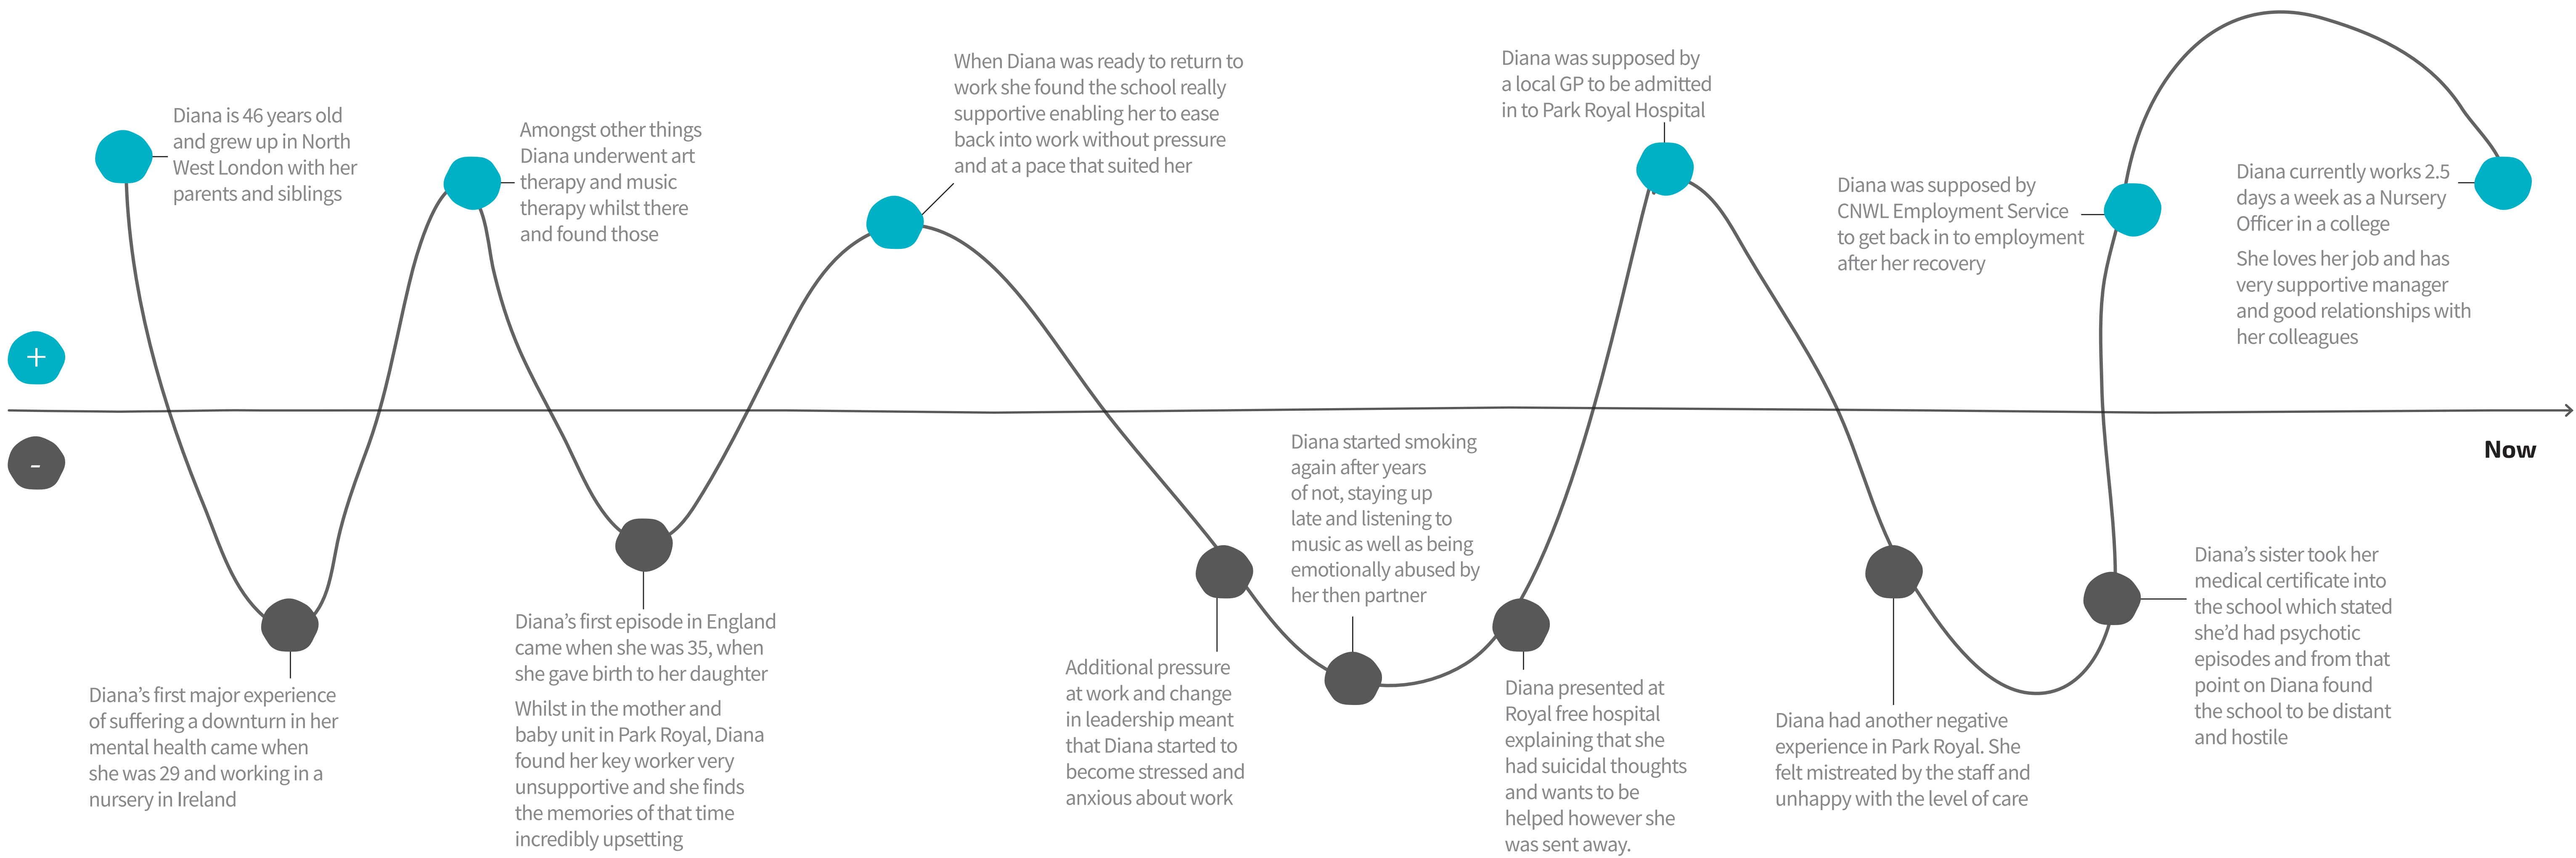 Diana is 46 years old
and grew up in North
West London with her
parents and siblings
Amongst other things
Diana underwent art
therapy and music
therapy whilst there
and found those
When Diana was ready to return to
work she found the school really
supportive enabling her to ease
back into work without pressure
and at a pace that suited her
Diana was supposed by
a local GP to be admitted
in to Park Royal Hospital
Diana was supposed by
CNWL Employment Service
to get back in to employment
after her recovery
Diana currently works 2.5
days a week as a Nursery
Officer in a college
She loves her job and has
very supportive manager
and good relationships with
her colleagues
+
-
Now
Diana’s first major experience
of suffering a downturn in her
mental health came when
she was 29 and working in a
nursery in Ireland
Diana’s first episode in England
came when she was 35, when
she gave birth to her daughter
Whilst in the mother and
baby unit in Park Royal, Diana
found her key worker very
unsupportive and she finds
the memories of that time
incredibly upsetting
Additional pressure
at work and change
in leadership meant
that Diana started to
become stressed and
anxious about work
Diana started smoking
again after years
of not, staying up
late and listening to
music as well as being
emotionally abused by
her then partner
Diana presented at
Royal free hospital
explaining that she
had suicidal thoughts
and wants to be
helped however she
was sent away.
Diana had another negative
experience in Park Royal. She
felt mistreated by the staff and
unhappy with the level of care
Diana’s sister took her
medical certificate into
the school which stated
she’d had psychotic
episodes and from that
point on Diana found
the school to be distant
and hostile